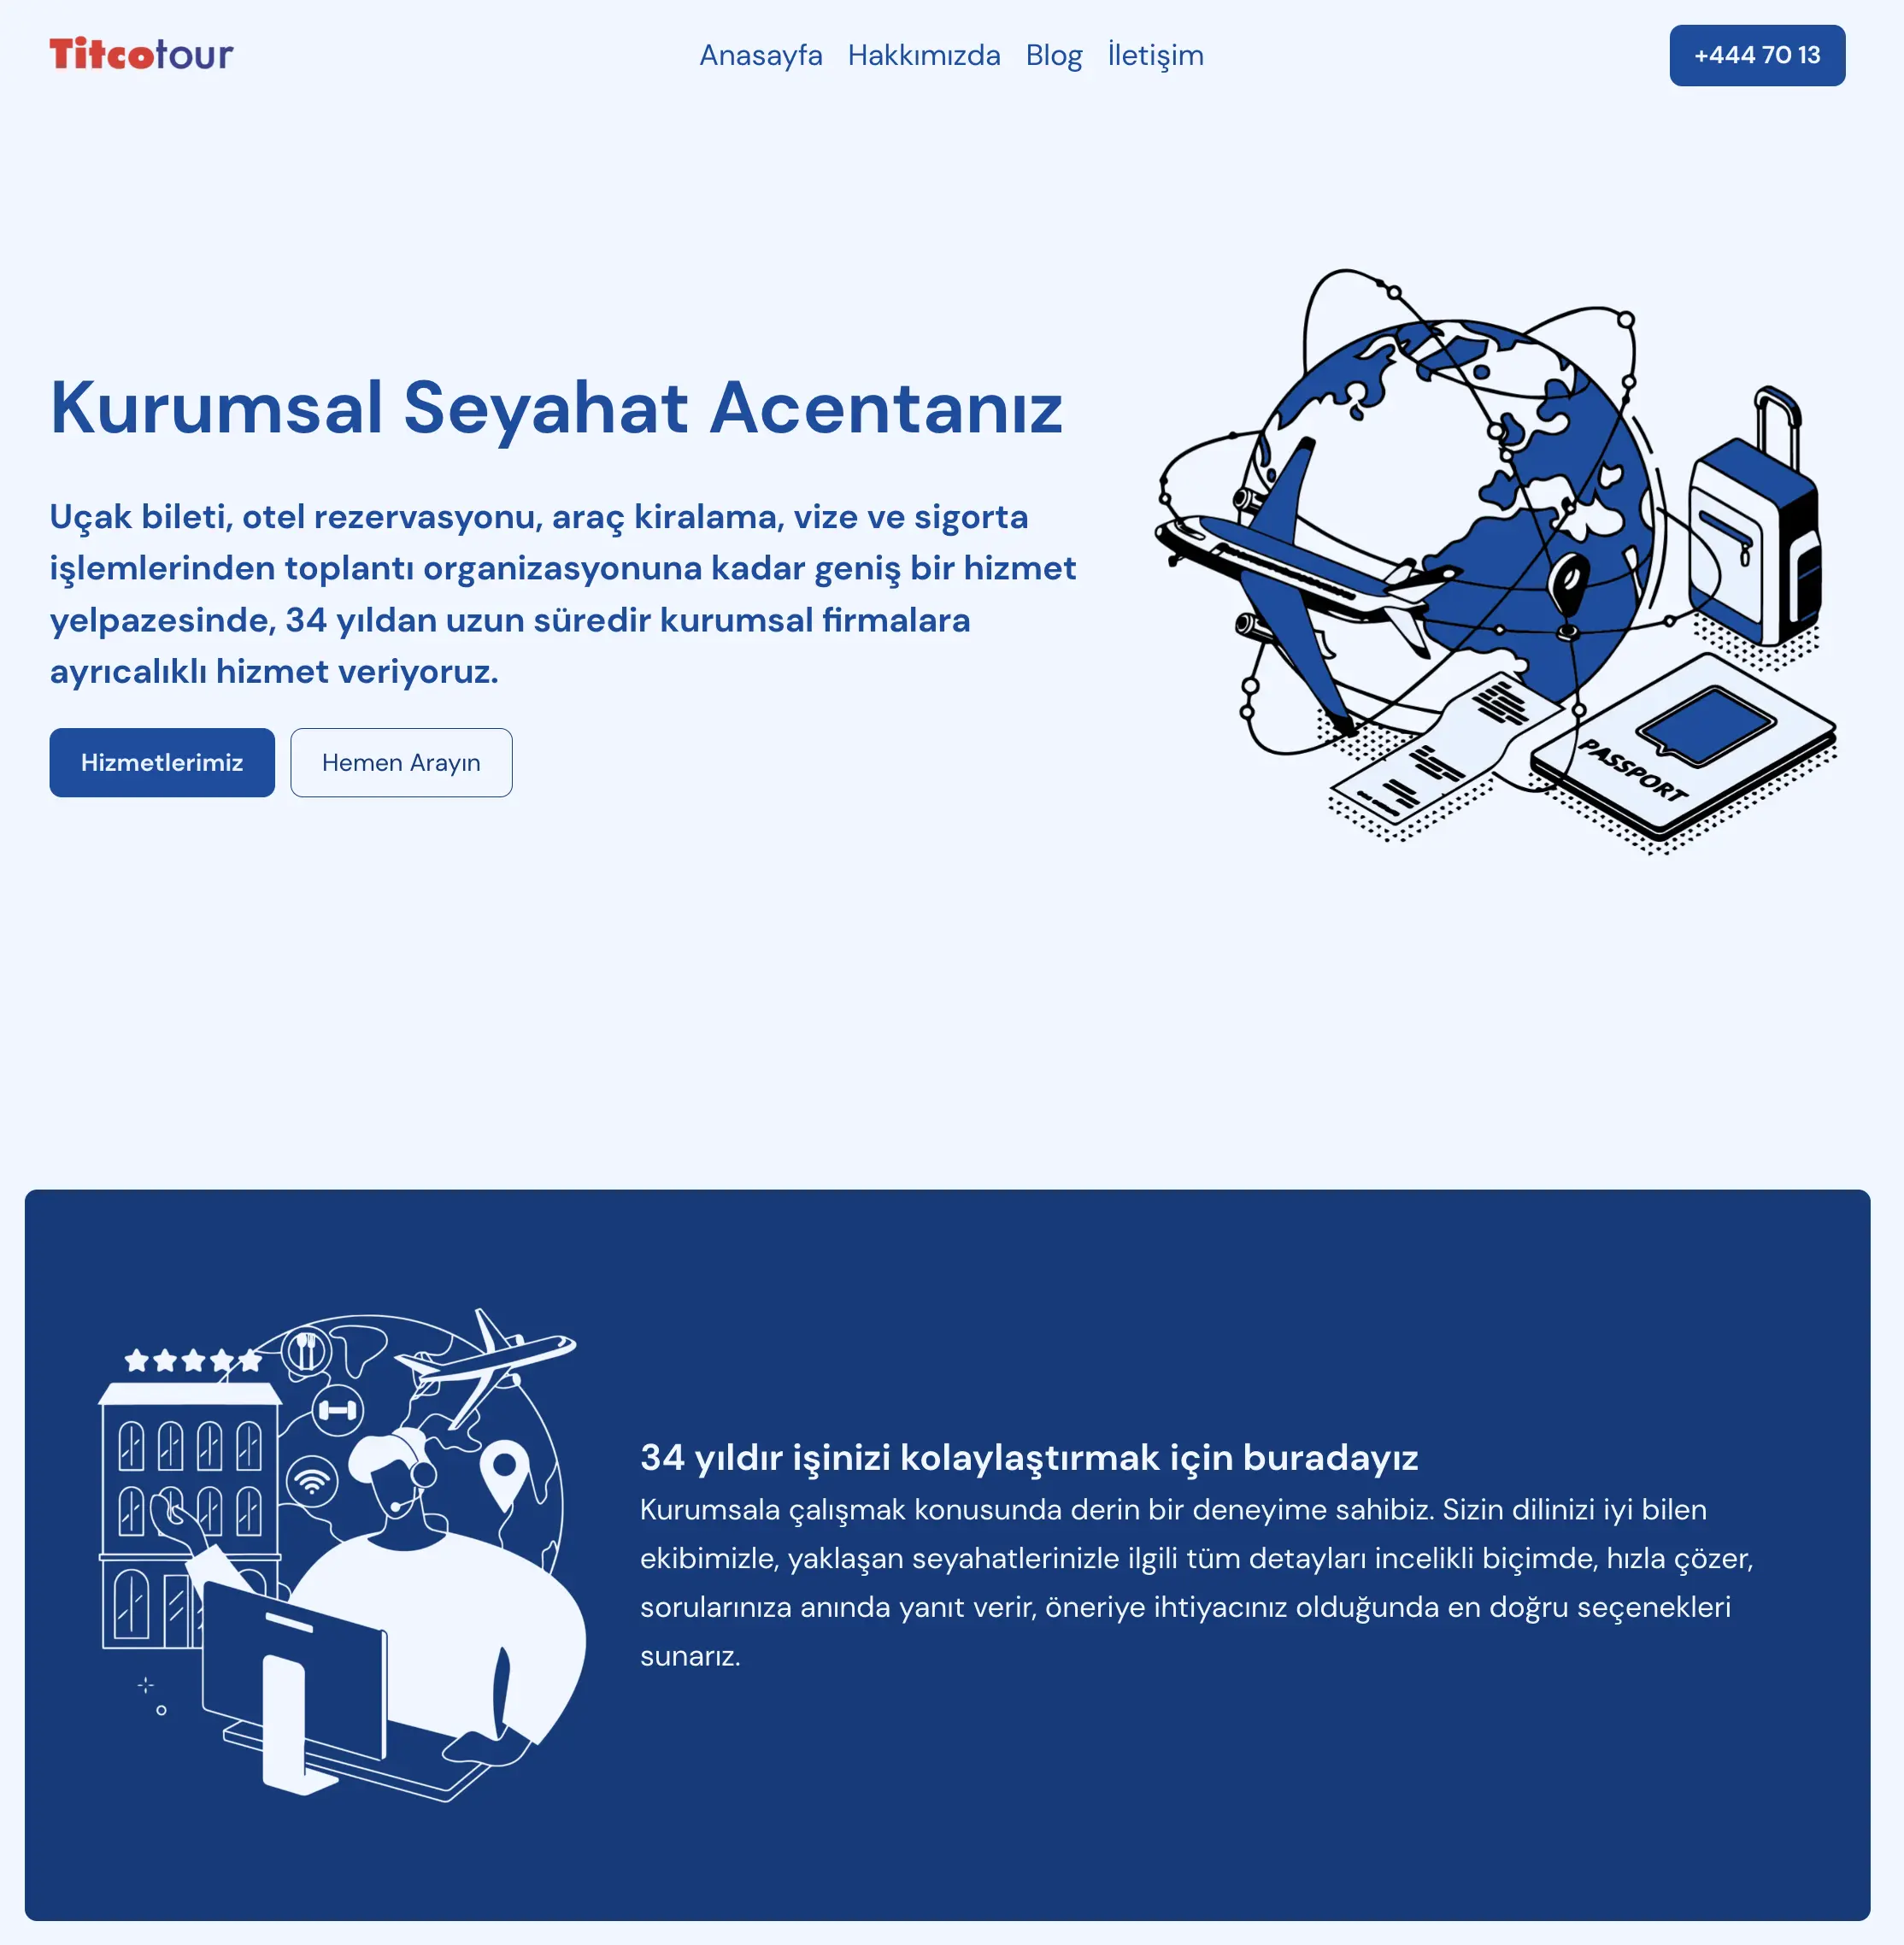 Titcotour
Anasayfa Hakkımızda Blog İletişim
+444 70 13
Kurumsal Seyahat Acentanız
Uçak bileti, otel rezervasyonu, araç kiralama, vize ve sigorta
işlemlerinden toplantı organizasyonuna kadar geniş bir hizmet
yelpazesinde, 34 yıldan uzun süredir kurumsal firmalara
ayrıcalıklı hizmet veriyoruz.
Hizmetlerimiz
Hemen Arayın
PASSPORT
34 yıldır işinizi kolaylaştırmak için buradayız
Kurumsala çalışmak konusunda derin bir deneyime sahibiz. Sizin dilinizi iyi bilen
ekibimizle, yaklaşan seyahatlerinizle ilgili tüm detayları incelikli biçimde, hızla çözer,
sorularınıza anında yanıt verir, öneriye ihtiyacınız olduğunda en doğru seçenekleri
sunarız.